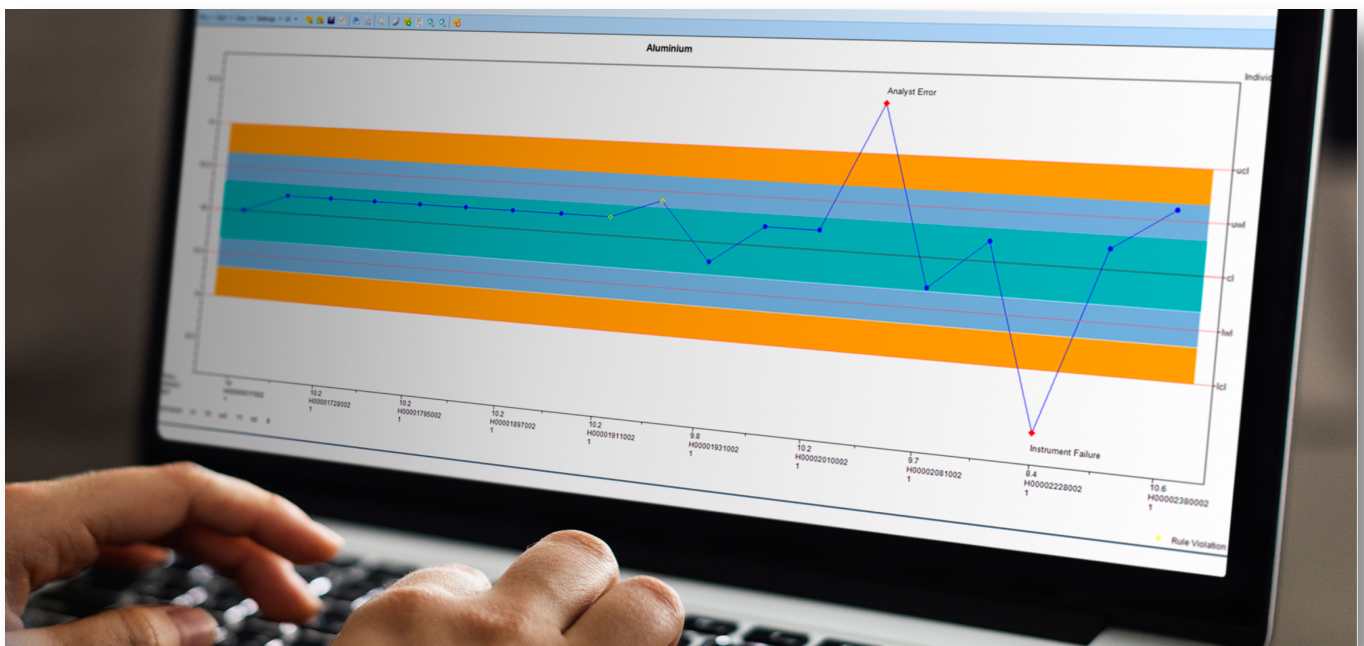 Settings
Aluminium
Individ
Analyst Error
ucl
uwl
cl
lwl
lcl
Instrument Failure
10.2
H00001728002
1
10.2
H00001795002
1
10.2
H00001897002
1
10.2
H00001911002
1
9.8
H00001931002
1
10.2
H00002010002
1
9.7
H00002081002
1
8.4
H00002228002
1
10.6
H00002380002
1
Rule Violation